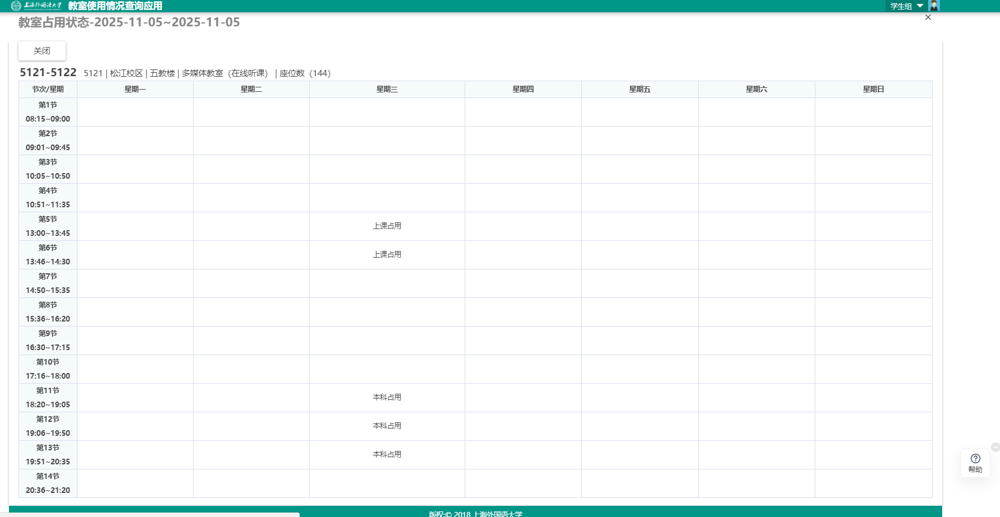 上海外国语大学 教室使用情况查询应用 学生组
教室占用状态-2025-11-05~2025-11-05
关闭
5121-5122 5121 | 松江校区 | 五教楼 | 多媒体教室（在线听课） | 座位数（144）
节次/星期 星期一 星期二 星期三 星期四 星期五 星期六 星期日
第1节
08:15~09:00
第2节
09:01~09:45
第3节
10:05~10:50
第4节
10:51~11:35
第5节
13:00~13:45 上课占用
第6节
13:46~14:30 上课占用
第7节
14:50~15:35
第8节
15:36~16:20
第9节
16:30~17:15
第10节
17:16~18:00
第11节
18:20~19:05 本科占用
第12节
19:06~19:50 本科占用
第13节
19:51~20:35 本科占用
第14节
20:36~21:20
帮助
版权:© 2018 上海外国语大学